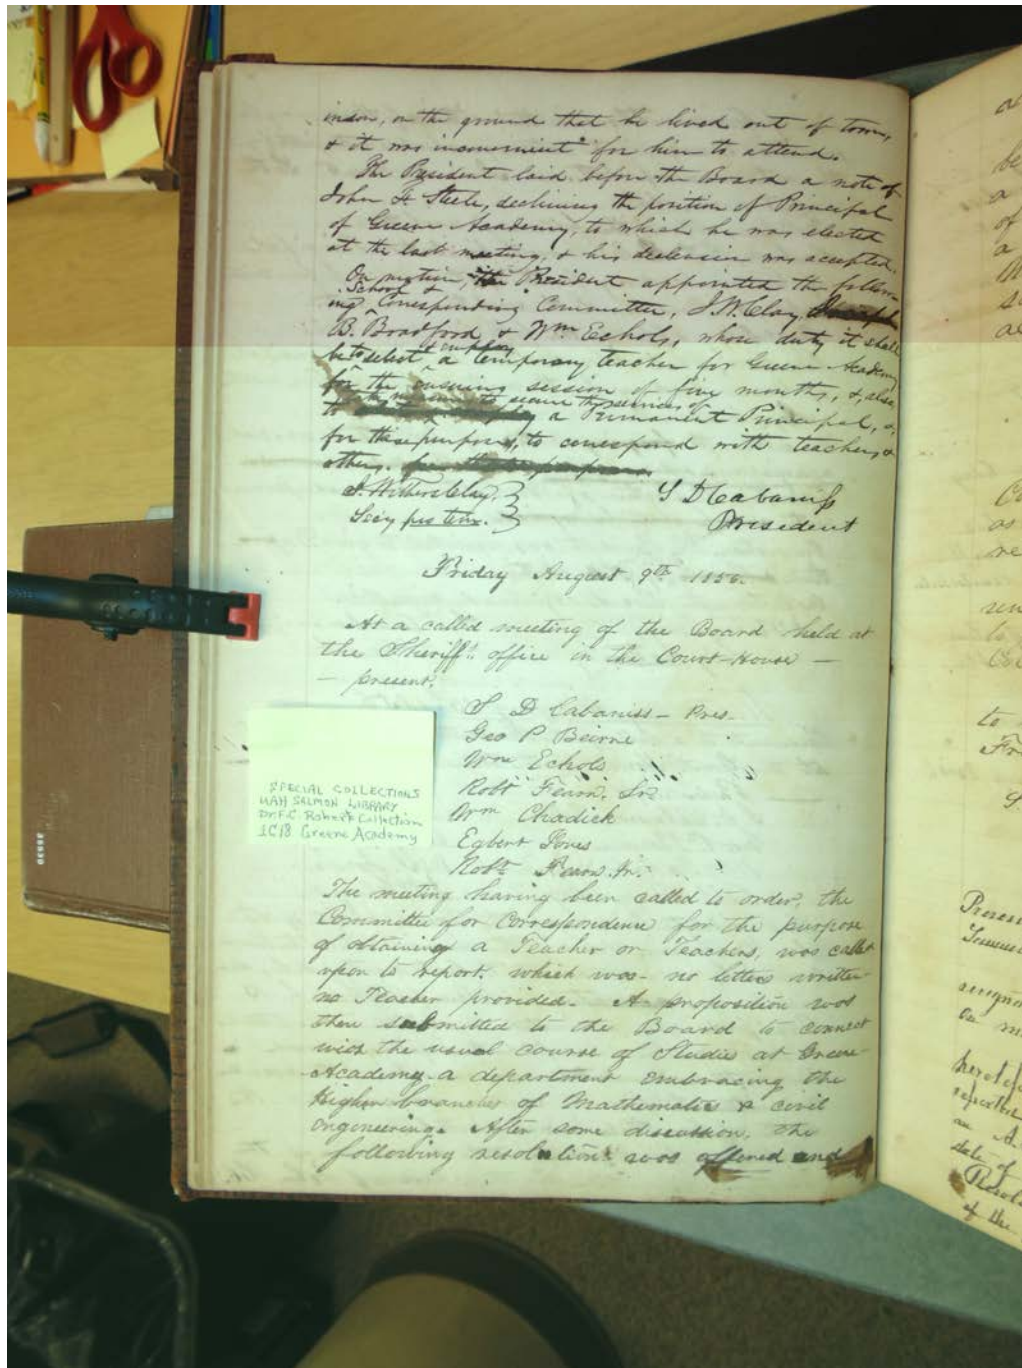 inson, on the ground that he lived out of town,
& it was inconvenient for him to attend.
The President laid before the Board a note of
John F Steele, declining the position of Principal
of Greene Academy, to which he was elected
at the last meeting, & his declension was accepted.
On motion, the President appointed the follow-
School &
ing Corresponding Committee, J. W. Clay,
B. Bradford & Wm Echols, whose duty it shall
& employ
be to select a temporary teacher for Greene Academy
for the ensuing session of five months, &, also,
to secure the services of
to a Permanent Principal, &,
for these purposes, to correspond with teachers &
others.
J. Withers Clay,
Secy pro tem.
S D Cabaniss
President
Friday August 9th 1856.
At a called meeting of the Board held at
the Sheriff's office in the Court-House —
— present.
S D Cabaniss — Pres.
Geo P Beirne
Wm Echols
Robt Fearn, Sr.
Wm Chadick
Egbert Jones
Robt Fearn. Jr.
The meeting having been called to order, the
Committee for Correspondence for the purpose
of obtaining a Teacher or Teachers, was called
upon to report. which was - no letters written
no Teacher provided. A proposition was
then submitted to the Board to connect
with the usual course of Studies at Greene
Academy a department embracing the
Higher branches of Mathematics & civil
engineering. After some discussion, the
following resolution was offered and
SPECIAL COLLECTIONS
UAH SALMON LIBRARY
Dr. F.C. Roberts Collection
1C18 Greene Academy